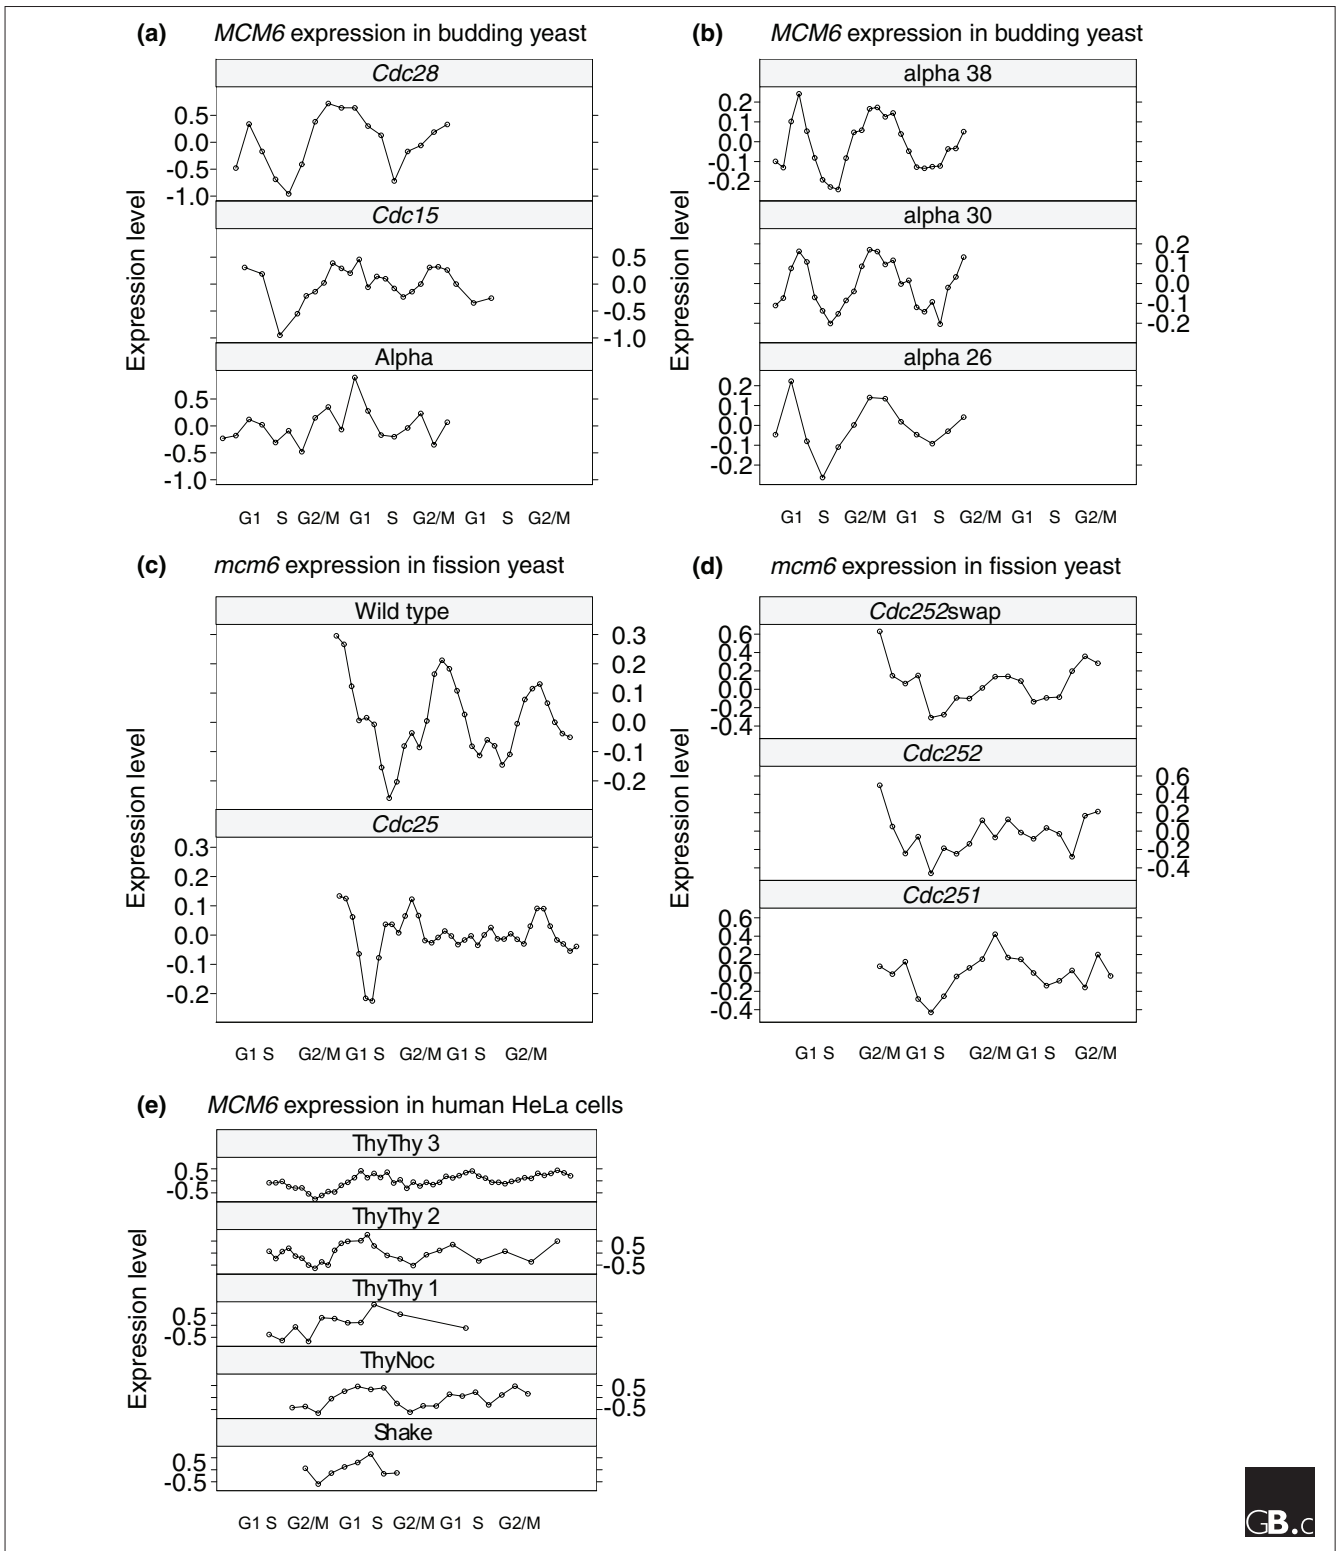 (a) MCM6 expression in budding yeast
Cdc28
0.5
0.0
-0.5
-1.0
Cdc15
0.5
0.0
-0.5
-1.0
Alpha
0.5
0.0
-0.5
-1.0
Expression level
G1 S G2/M G1 S G2/M G1 S G2/M
(b) MCM6 expression in budding yeast
alpha 38
0.2
0.1
0.0
-0.1
-0.2
alpha 30
0.2
0.1
0.0
-0.1
-0.2
alpha 26
0.2
0.1
0.0
-0.1
-0.2
Expression level
G1 S G2/M G1 S G2/M G1 S G2/M
(c) mcm6 expression in fission yeast
Wild type
0.3
0.2
0.1
0.0
-0.1
-0.2
Cdc25
0.3
0.2
0.1
0.0
-0.1
-0.2
Expression level
G1 S G2/M G1 S G2/M G1 S G2/M
(d) mcm6 expression in fission yeast
Cdc252swap
0.6
0.4
0.2
0.0
-0.2
-0.4
Cdc252
0.6
0.4
0.2
0.0
-0.2
-0.4
Cdc251
0.6
0.4
0.2
0.0
-0.2
-0.4
Expression level
G1 S G2/M G1 S G2/M G1 S G2/M
(e) MCM6 expression in human HeLa cells
ThyThy 3
0.5
-0.5
ThyThy 2
0.5
-0.5
ThyThy 1
0.5
-0.5
ThyNoc
0.5
-0.5
Shake
0.5
-0.5
Expression level
G1 S G2/M G1 S G2/M G1 S G2/M
GB.c